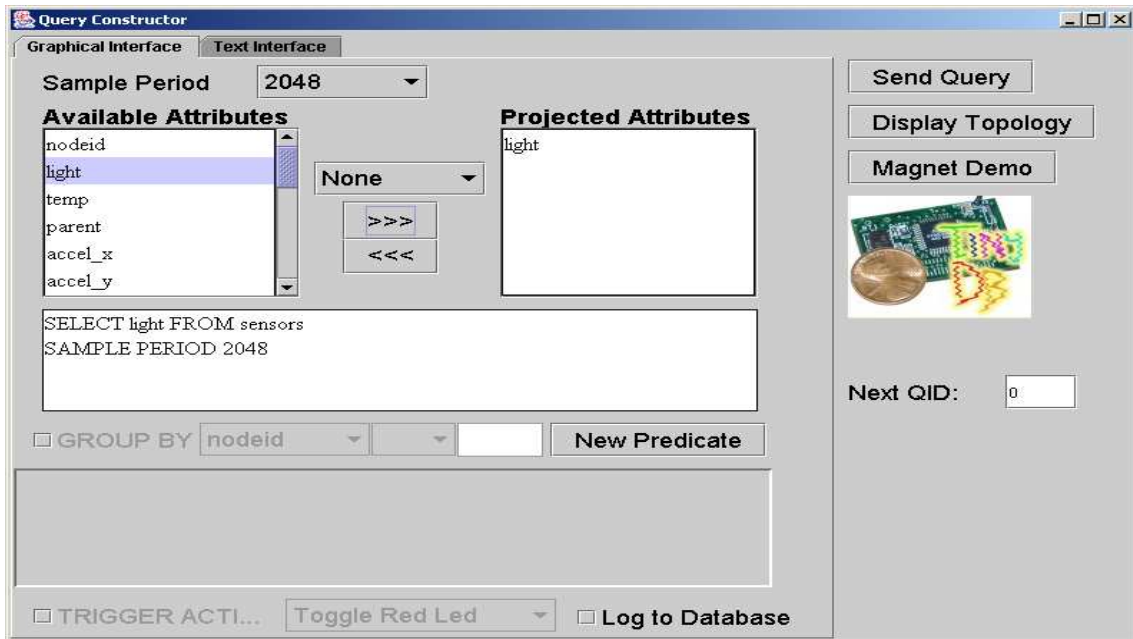 Query Constructor
Graphical Interface
Text Interface
Sample Period
2048
Available Attributes
nodeid
light
temp
parent
accel_x
accel_y
None
>>>
<<<
Projected Attributes
light
SELECT light FROM sensors
SAMPLE PERIOD 2048
GROUP BY
nodeid
New Predicate
TRIGGER ACTI...
Toggle Red Led
Log to Database
Send Query
Display Topology
Magnet Demo
Next QID:
0